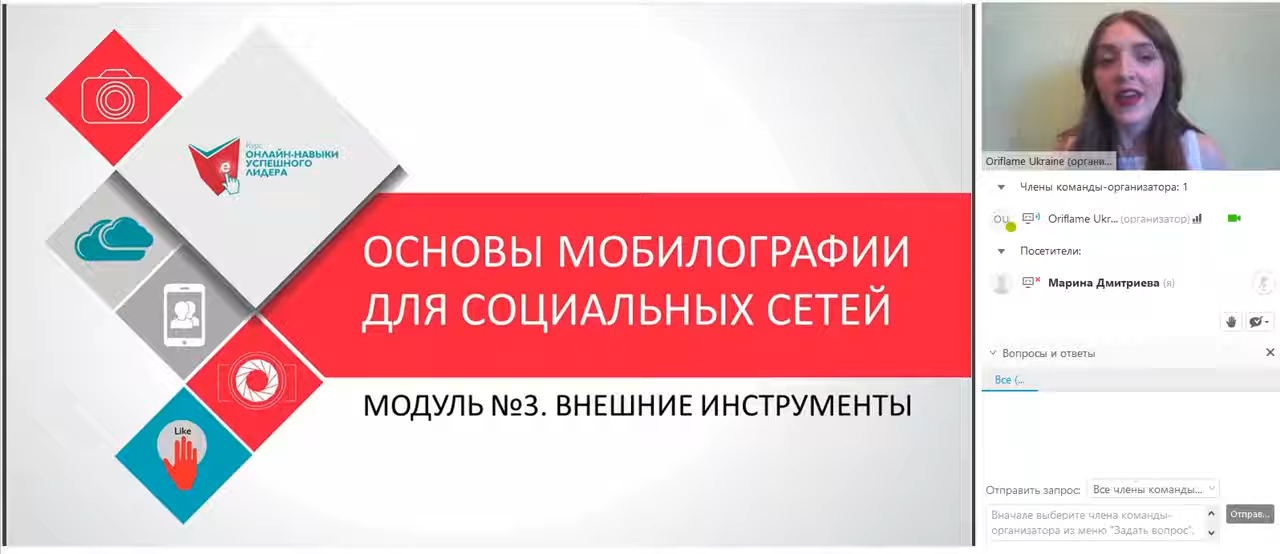 Курс
ОНЛАЙН-НАВЫКИ
УСПЕШНОГО
ЛИДЕРА
e
ОСНОВЫ МОБИЛОГРАФИИ
ДЛЯ СОЦИАЛЬНЫХ СЕТЕЙ
МОДУЛЬ №3. ВНЕШНИЕ ИНСТРУМЕНТЫ
Like
Oriflame Ukraine (органи...
Члены команды-организатора: 1
OU Oriflame Ukr... (организатор)
Посетители:
Марина Дмитриева (я)
Вопросы и ответы
Все (...
Отправить запрос: Все члены команды...
Вначале выберите члена команды-
организатора из меню "Задать вопрос".
Отправ...